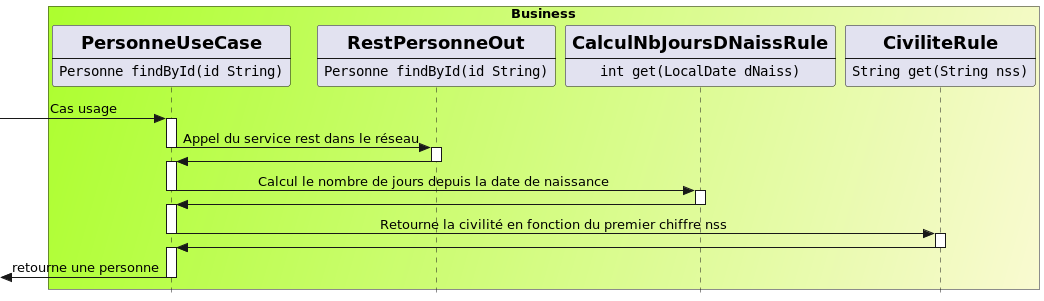 Business
PersonneUseCase
Personne findById(id String)
RestPersonneOut
Personne findById(id String)
CalculNbJoursDNaissRule
int get(LocalDate dNaiss)
CiviliteRule
String get(String nss)
Cas usage
Appel du service rest dans le réseau
Calcul le nombre de jours depuis la date de naissance
Retourne la civilité en fonction du premier chiffre nss
retourne une personne